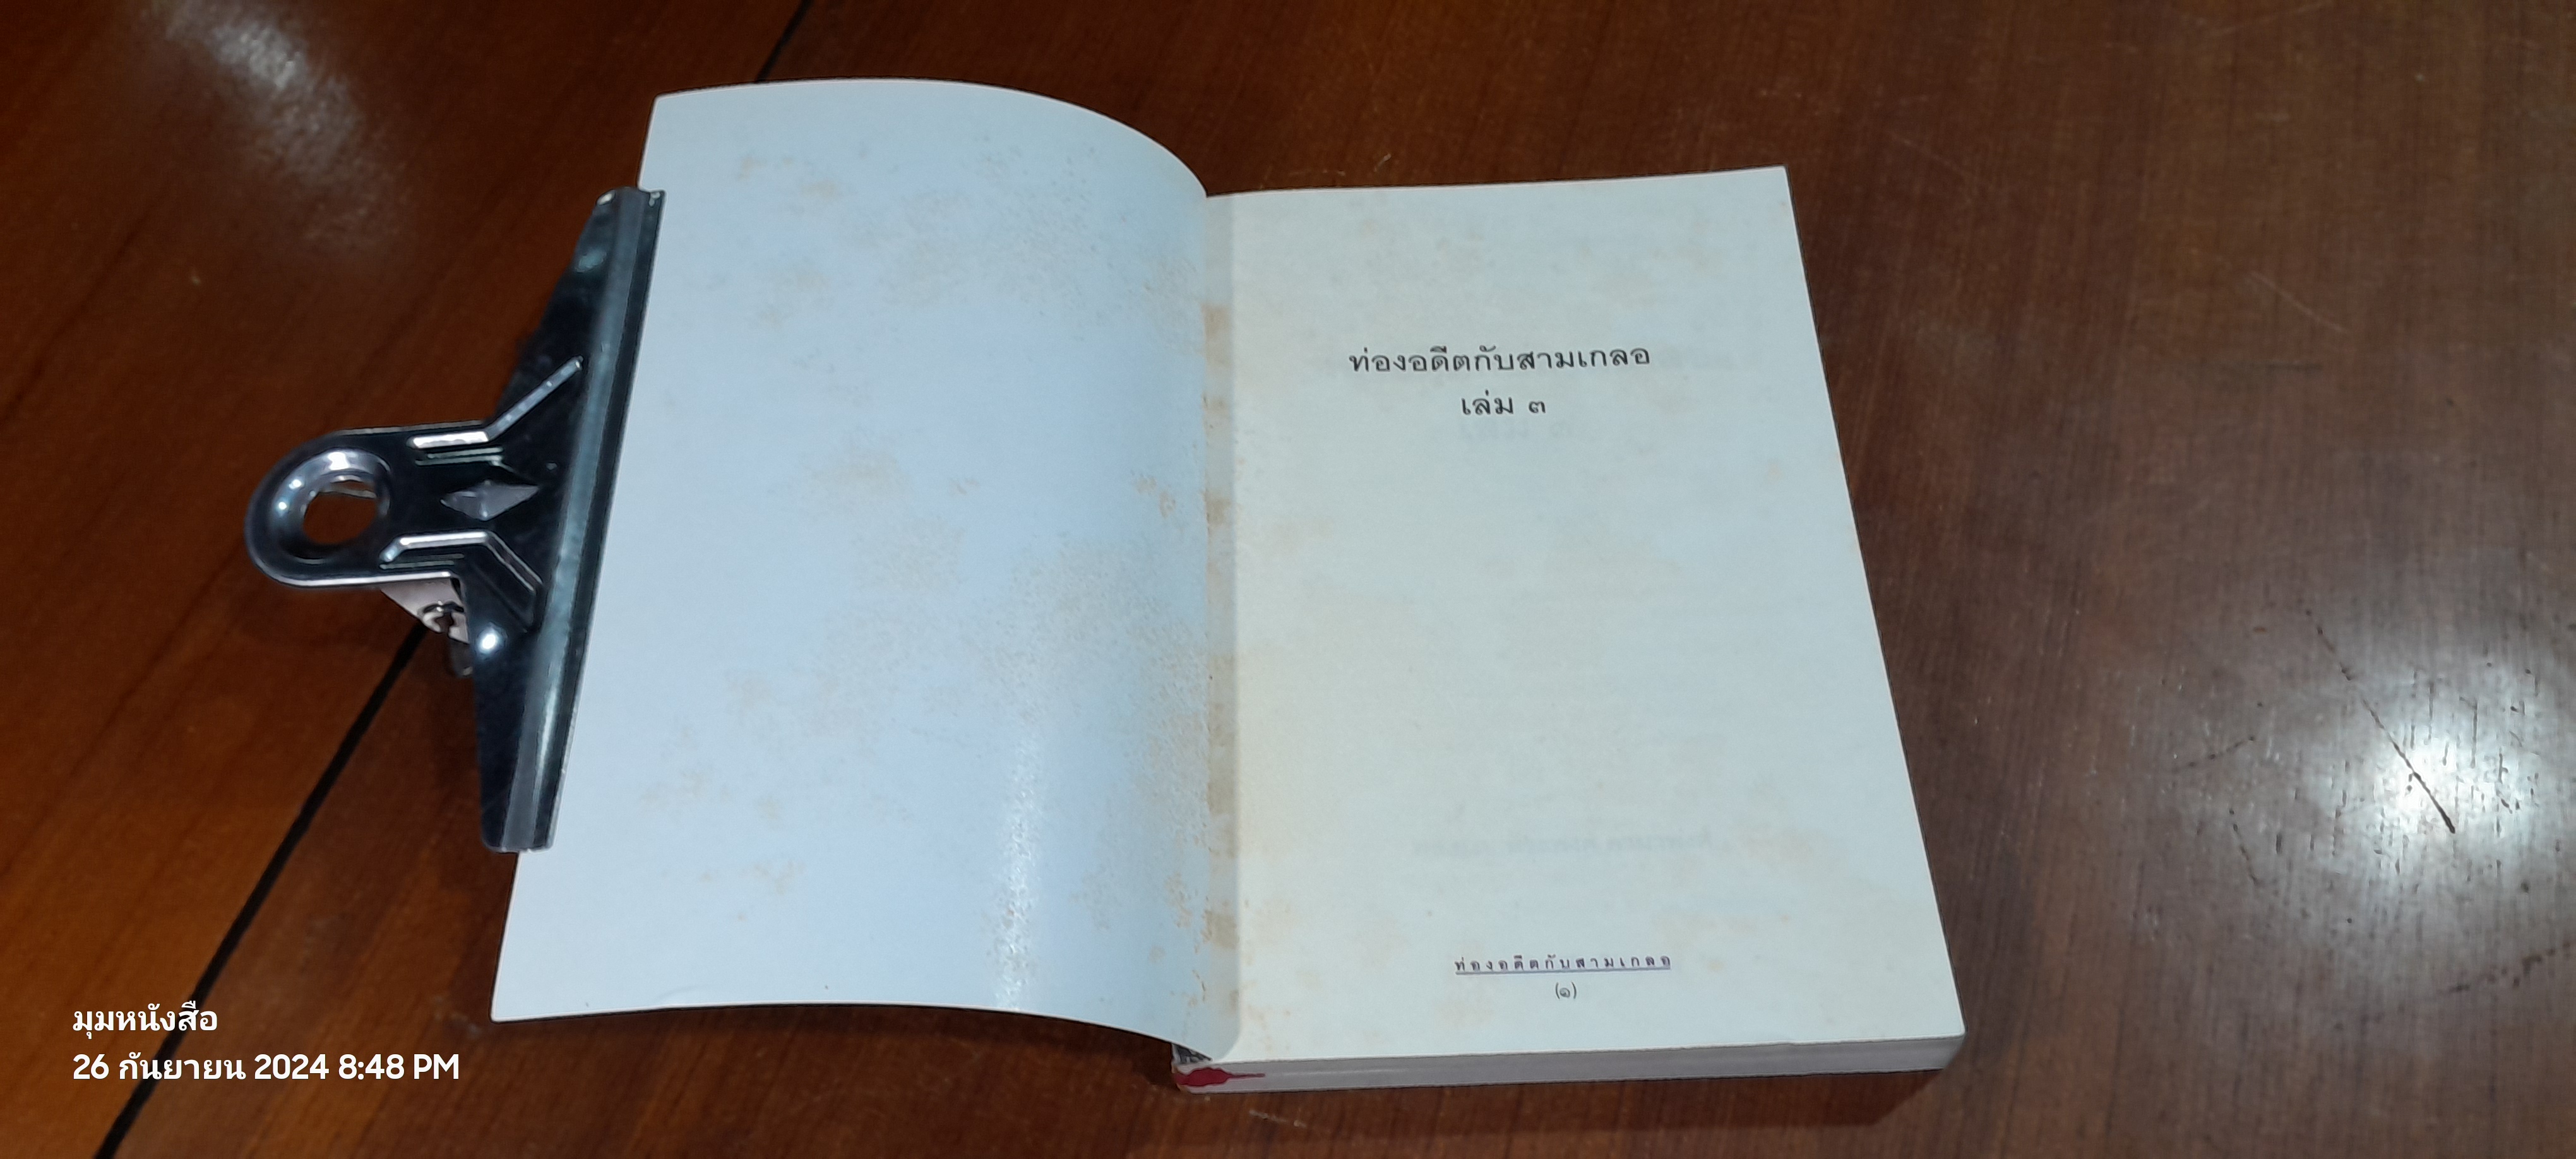 ท่องอดีตกับสามเกลอ
เล่ม ๓
ท่องอดีตกับสามเกลอ
(๑)
มุมหนังสือ
26 กันยายน 2024 8:48 PM